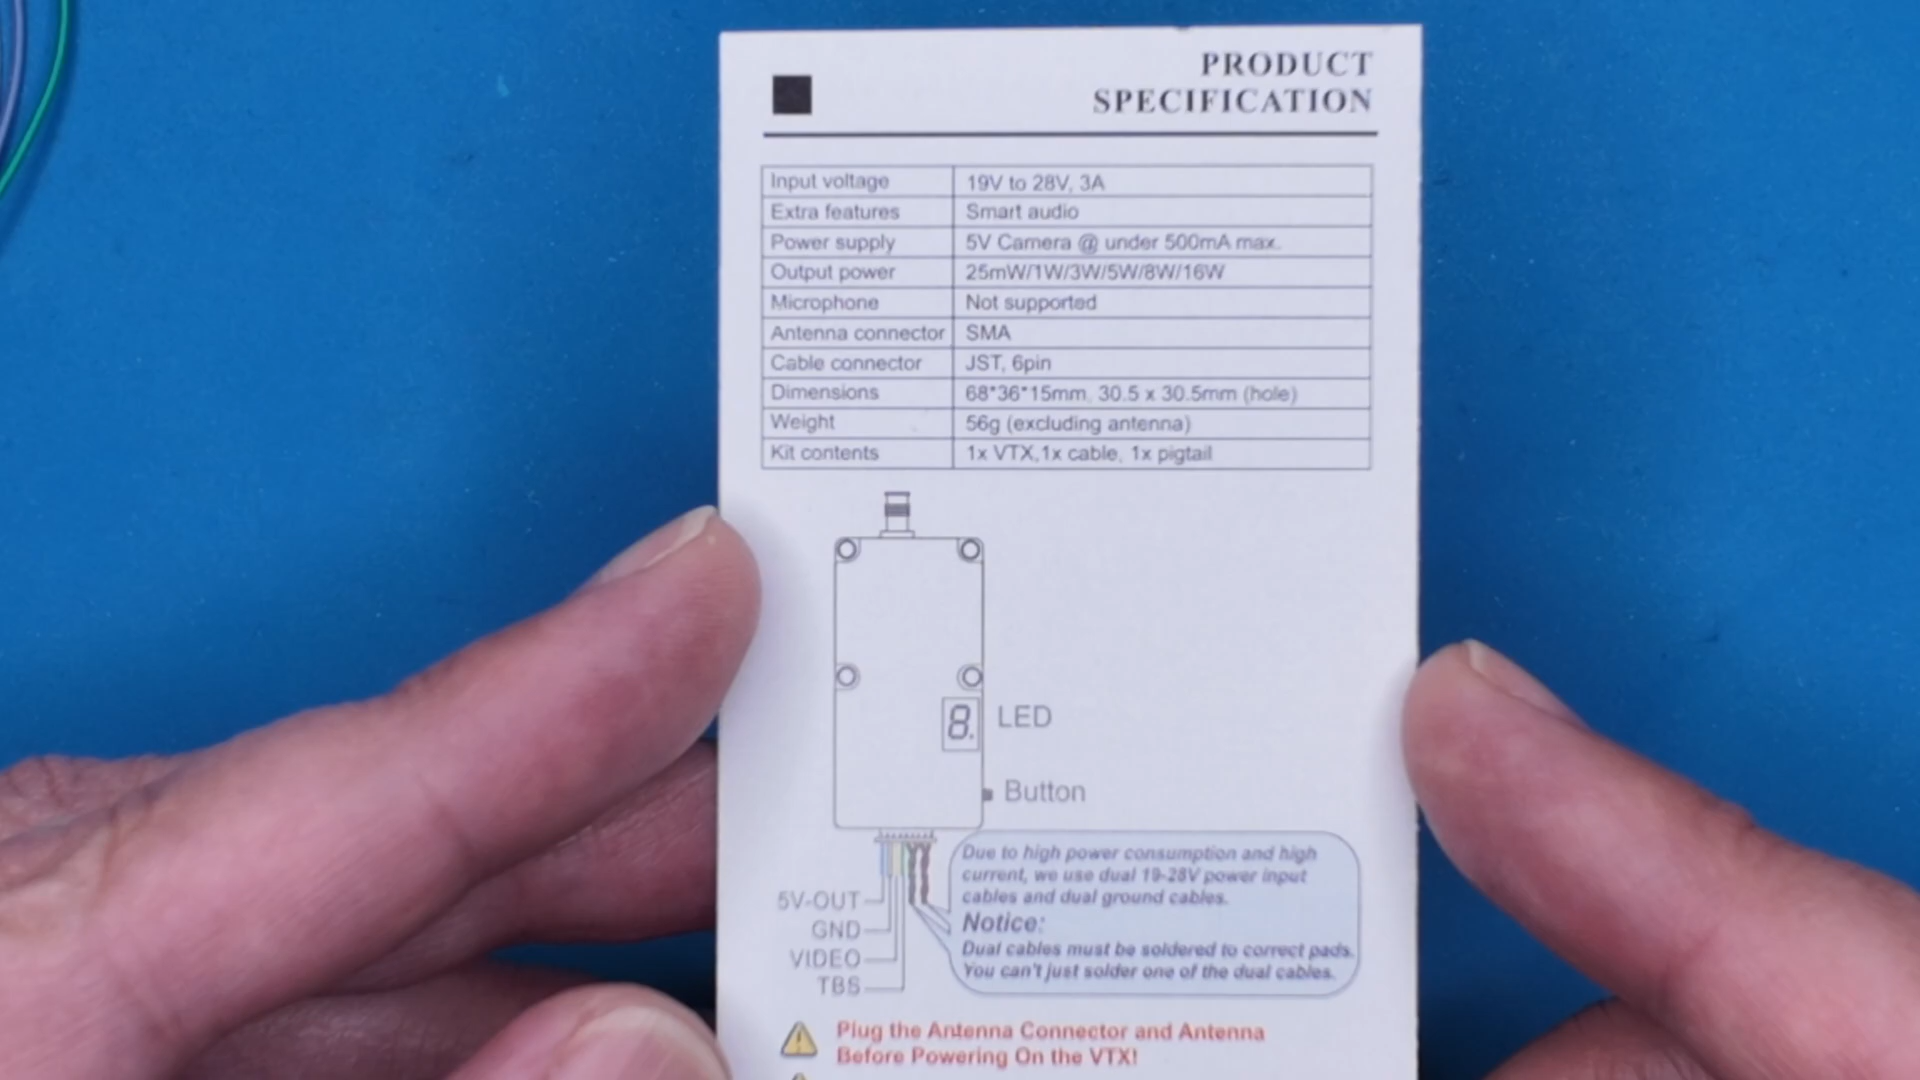 PRODUCT
SPECIFICATION
Input voltage 19V to 28V, 3A
Extra features Smart audio
Power supply 5V Camera @ under 500mA max.
Output power 25mW/1W/3W/5W/8W/16W
Microphone Not supported
Antenna connector SMA
Cable connector JST, 6pin
Dimensions 68*36*15mm, 30.5 x 30.5mm (hole)
Weight 56g (excluding antenna)
Kit contents 1x VTX,1x cable, 1x pigtail
8.
LED
Button
Due to high power consumption and high
current, we use dual 19-28V power input
cables and dual ground cables.
Notice:
Dual cables must be soldered to correct pads.
You can't just solder one of the dual cables.
5V-OUT
GND
VIDEO
TBS
Plug the Antenna Connector and Antenna
Before Powering On the VTX!